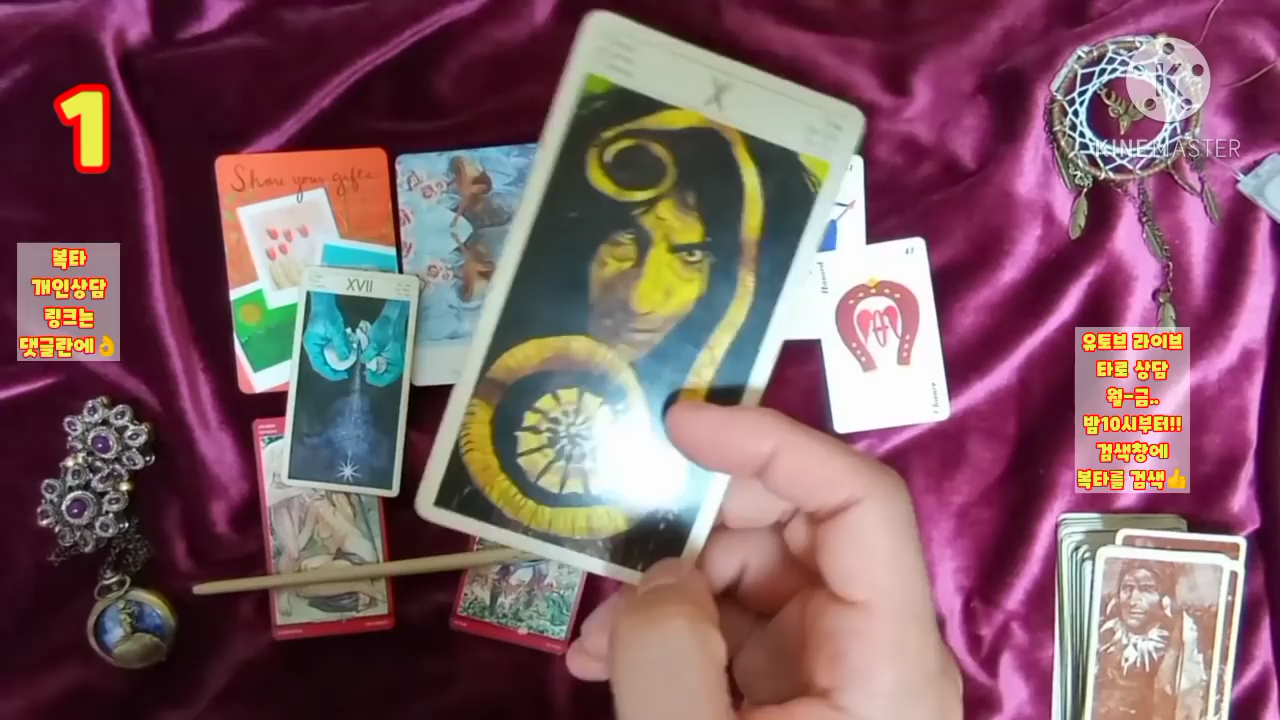 1
복타
개인상담
링크는
댓글란에👌
Share your gifts
XVII
X
#3
KINEMASTER
유토브 라이브
타로 상담
월-금..
밤10시부터!!
검색창에
복타를 검색👍